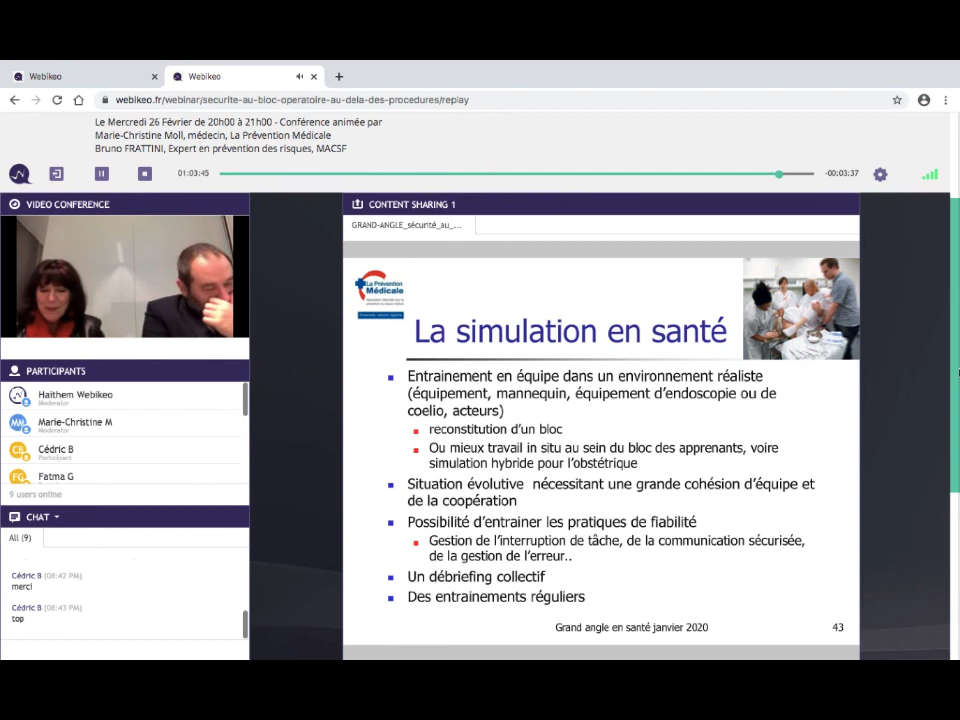 Webikeo
Webikeo
webikeo.fr/webinar/securite-au-bloc-operatoire-au-dela-des-procedures/replay
Le Mercredi 26 Février de 20h00 à 21h00 - Conférence animée par
Marie-Christine Moll, médecin, La Prévention Médicale
Bruno FRATTINI, Expert en prévention des risques, MACSF
01:03:45
-00:03:37
VIDEO CONFERENCE
PARTICIPANTS
Haithem Webikeo
Moderator
MM
Marie-Christine M
Moderator
CB
Cédric B
Participant
FG
Fatma G
9 users online
CHAT
All (9)
Cédric B (08:42 PM)
merci
Cédric B (08:43 PM)
top
CONTENT SHARING 1
GRAND-ANGLE_sécurité_au_...
La Prévention
Médicale
La simulation en santé
Entrainement en équipe dans un environnement réaliste
(équipement, mannequin, équipement d'endoscopie ou de
coelio, acteurs)
reconstitution d'un bloc
Ou mieux travail in situ au sein du bloc des apprenants, voire
simulation hybride pour l'obstétrique
Situation évolutive nécessitant une grande cohésion d'équipe et
de la coopération
Possibilité d'entrainer les pratiques de fiabilité
Gestion de l'interruption de tâche, de la communication sécurisée,
de la gestion de l'erreur..
Un débriefing collectif
Des entrainements réguliers
Grand angle en santé janvier 2020
43